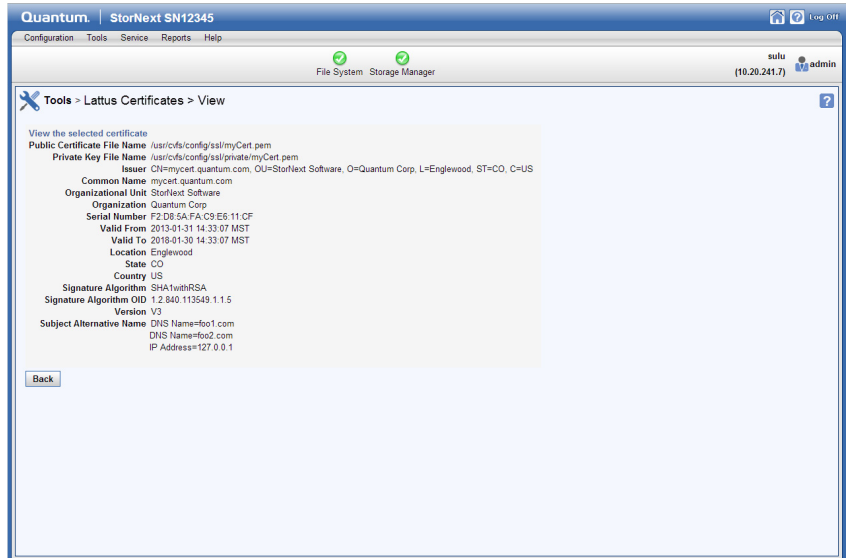 Quantum. | StorNext SN12345
Log Off
Configuration Tools Service Reports Help
File System Storage Manager
sulu
(10.20.241.7)
admin
Tools > Lattus Certificates > View
View the selected certificate
Public Certificate File Name /usr/cvfs/config/ssl/myCert.pem
Private Key File Name /usr/cvfs/config/ssl/private/myCert.pem
Issuer CN=mycert.quantum.com, OU=StorNext Software, O=Quantum Corp, L=Englewood, ST=CO, C=US
Common Name mycert.quantum.com
Organizational Unit StorNext Software
Organization Quantum Corp
Serial Number F2:D8:5A:FA:C9:E6:11:CF
Valid From 2013-01-31 14:33:07 MST
Valid To 2018-01-30 14:33:07 MST
Location Englewood
State CO
Country US
Signature Algorithm SHA1withRSA
Signature Algorithm OID 1.2.840.113549.1.1.5
Version V3
Subject Alternative Name DNS Name=foo1.com
DNS Name=foo2.com
IP Address=127.0.0.1
Back